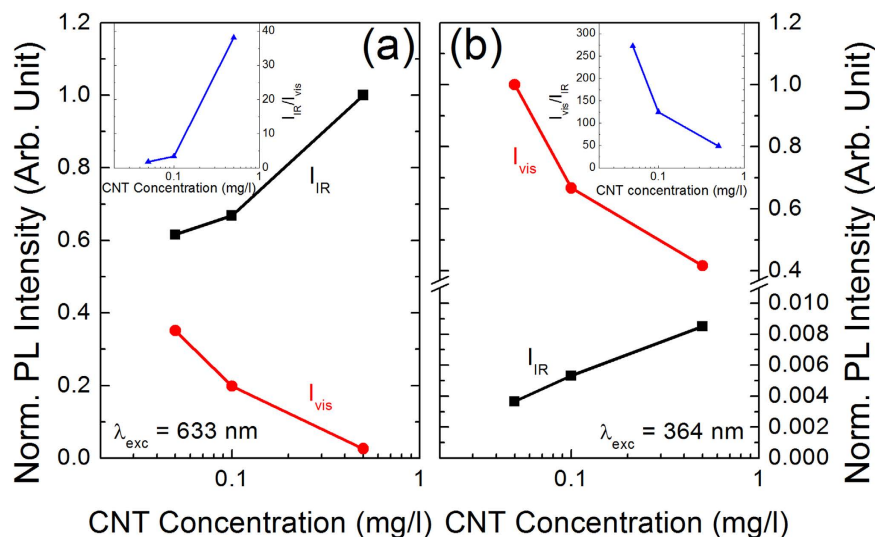 Norm. PL Intensity (Arb. Unit)
1.2
1.0
0.8
0.6
0.4
0.2
0.0
0.1
1
CNT Concentration (mg/l)
(a)
I_IR
I_vis
λ_exc = 633 nm
40
30
20
10
0
I_IR/I_vis
0.1
1
CNT Concentration (mg/l)
(b)
I_vis
I_IR
λ_exc = 364 nm
300
250
200
150
100
50
0
I_vis/I_IR
0.1
1
CNT concentration (mg/l)
0.1
1
CNT Concentration (mg/l)
1.2
1.0
0.8
0.6
0.4
0.010
0.008
0.006
0.004
0.002
0.000
Norm. PL Intensity (Arb. Unit)